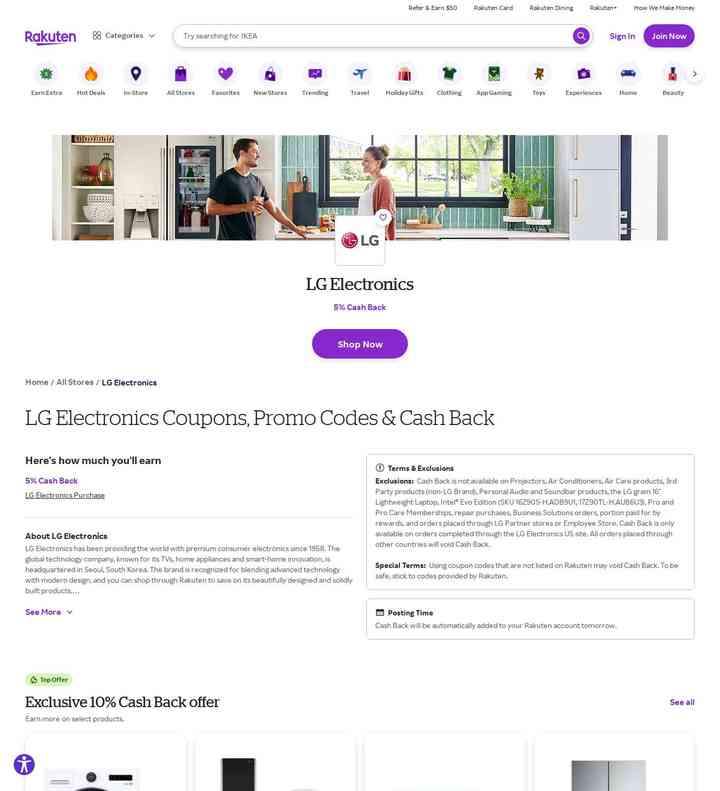 Refer & Earn $50 Rakuten Card Rakuten Dining Rakuten+ How We Make Money
Rakuten Categories Try searching for 'IKEA' Sign In Join Now
Earn Extra Hot Deals In-Store All Stores Favorites New Stores Trending Travel Holiday Gifts Clothing App Gaming Toys Experiences Home Beauty
LG
LG Electronics
5% Cash Back
Shop Now
Home / All Stores / LG Electronics
LG Electronics Coupons, Promo Codes & Cash Back
Here's how much you'll earn
5% Cash Back
LG Electronics Purchase
About LG Electronics
LG Electronics has been providing the world with premium consumer electronics since 1958. The
global technology company, known for its TVs, home appliances and smart-home innovation, is
headquartered in Seoul, South Korea. The brand is recognized for blending advanced technology
with modern design, and you can shop through Rakuten to save on its beautifully designed and solidly
built products....
See More
Terms & Exclusions
Exclusions: Cash Back is not available on Projectors, Air Conditioners, Air Care products, 3rd
Party products (non-LG Brand), Personal Audio and Soundbar products, the LG gram 16"
Lightweight Laptop, Intel® Evo Edition (SKU 16Z90S-H.ADB9U1, 17Z90TL-H.AUB6U1), Pro and
Pro Care Memberships, repair purchases, Business Solutions orders, portion paid for by
rewards, and orders placed through LG Partner stores or Employee Store. Cash Back is only
available on orders completed through the LG Electronics US site. All orders placed through
other countries will void Cash Back.
Special Terms: Using coupon codes that are not listed on Rakuten may void Cash Back. To be
safe, stick to codes provided by Rakuten.
Posting Time
Cash Back will be automatically added to your Rakuten account tomorrow.
Top Offer
Exclusive 10% Cash Back offer See all
Earn more on select products.